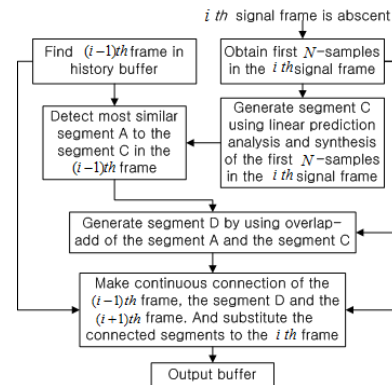 i th signal frame is abscent
Find (i-1)th frame in
history buffer
Obtain first N-samples
in the i th signal frame
Detect most similar
segment A to the
segment C in the
(i-1)th frame
Generate segment C
using linear prediction
analysis and synthesis
of the first N-samples
in the i th signal frame
Generate segment D by using overlap-
add of the segment A and the segment C
Make continuous connection of the
(i-1)th frame, the segment D and the
(i+1)th frame. And substitute the
connected segments to the i th frame
Output buffer